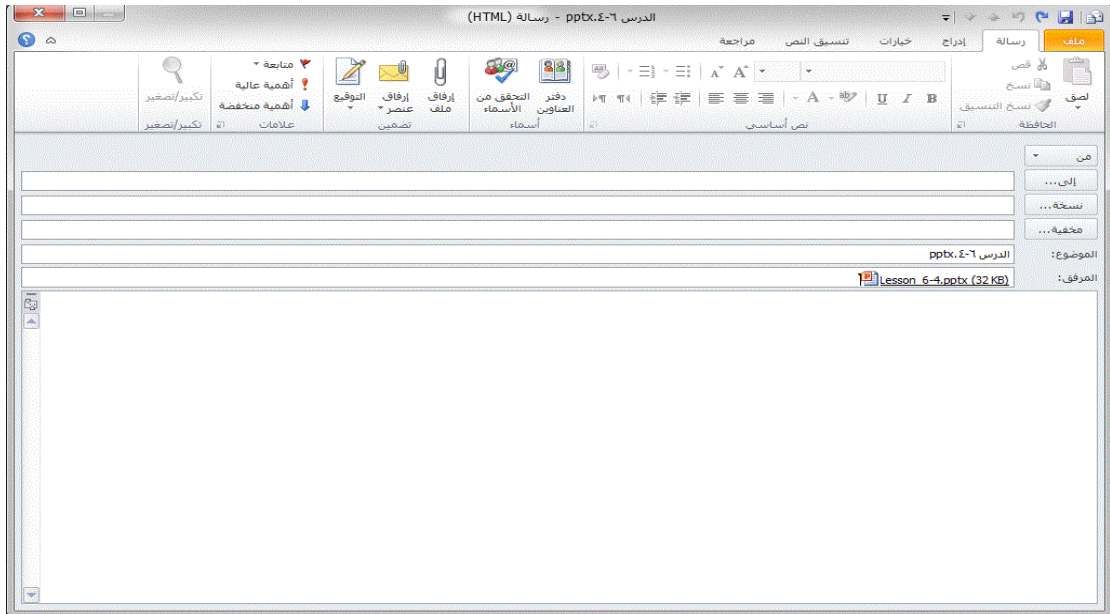 الدرس ٦-٤.pptx - رسالة (HTML)
ملف رسالة إدراج خيارات تنسيق النص مراجعة
لصق
قص
نسخ
نسخ التنسيق
الحافظة
B I U
نص أساسي
دفتر العناوين
التحقق من الأسماء
أسماء
إرفاق ملف
إرفاق عنصر
التوقيع
تضمين
متابعة
أهمية عالية
أهمية منخفضة
علامات
تكبير/تصغير
تكبير/تصغير
من
إلى...
نسخة...
مخفية...
الموضوع: الدرس ٦-٤.pptx
المرفق: Lesson_6-4.pptx (32 KB)